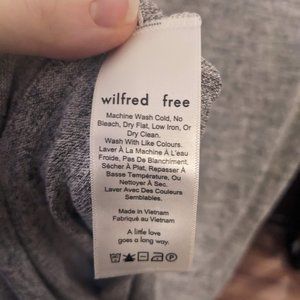 wilfred free
Machine Wash Cold, No
Bleach, Dry Flat, Low Iron, Or
Dry Clean.
Wash With Like Colours.
Laver À La Machine À L'eau
Froide, Pas De Blanchiment.
Sécher À Plat, Repasser À
Basse Température, Ou
Nettoyer À Sec.
Laver Avec Des Couleurs
Semblables.
Made in Vietnam
Fabriqué au Vietnam
A little love
goes a long way.